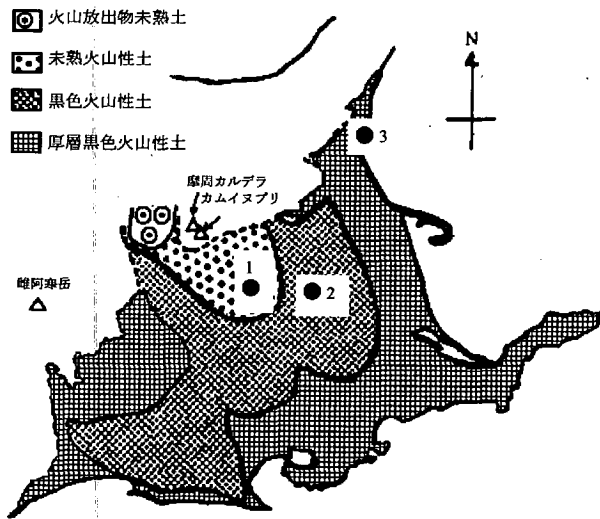 火山放出物未熟土
未熟火山性土
黒色火山性土
厚層黒色火山性土
N
3
摩周カルデラ
カムイヌプリ
雌阿寒岳
1
2